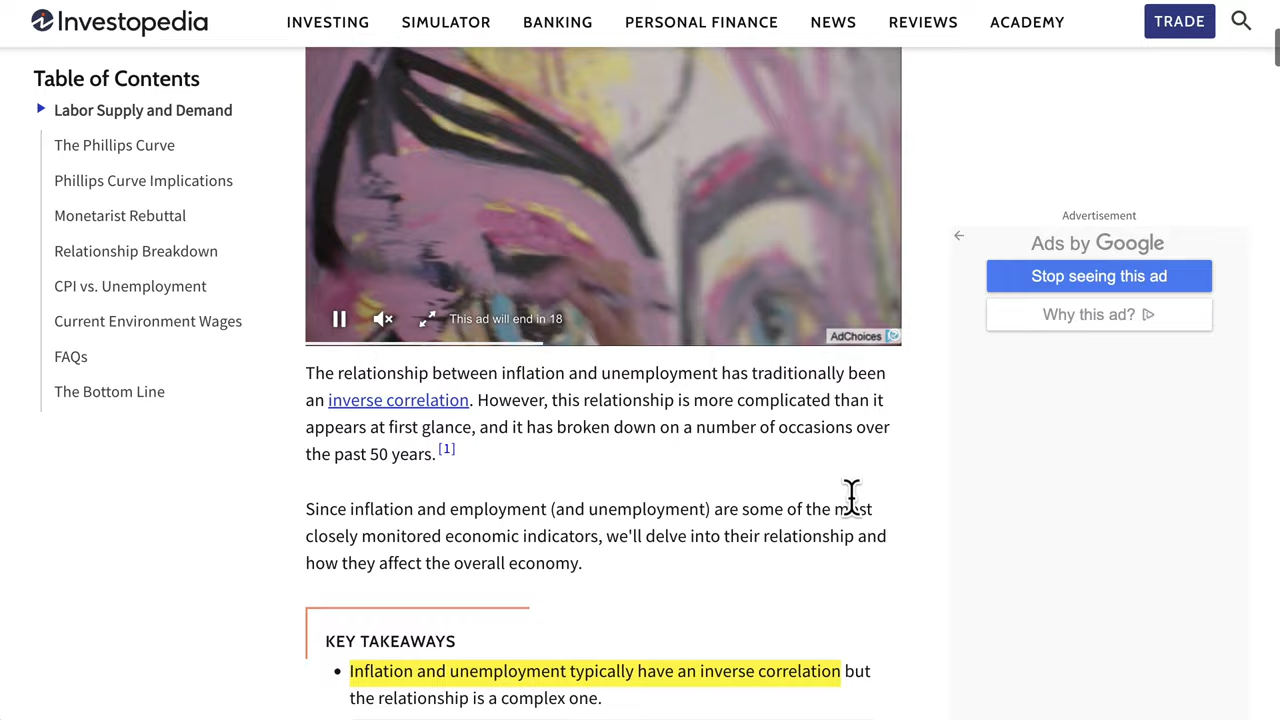 Investopedia
INVESTING
SIMULATOR
BANKING
PERSONAL FINANCE
NEWS
REVIEWS
ACADEMY
TRADE
Table of Contents
Labor Supply and Demand
The Phillips Curve
Phillips Curve Implications
Monetarist Rebuttal
Relationship Breakdown
CPI vs. Unemployment
Current Environment Wages
FAQs
The Bottom Line
This ad will end in 18
AdChoices
The relationship between inflation and unemployment has traditionally been
an inverse correlation. However, this relationship is more complicated than it
appears at first glance, and it has broken down on a number of occasions over
the past 50 years. [1]
Since inflation and employment (and unemployment) are some of the most
closely monitored economic indicators, we'll delve into their relationship and
how they affect the overall economy.
KEY TAKEAWAYS
• Inflation and unemployment typically have an inverse correlation but
the relationship is a complex one.
Advertisement
Ads by Google
Stop seeing this ad
Why this ad?